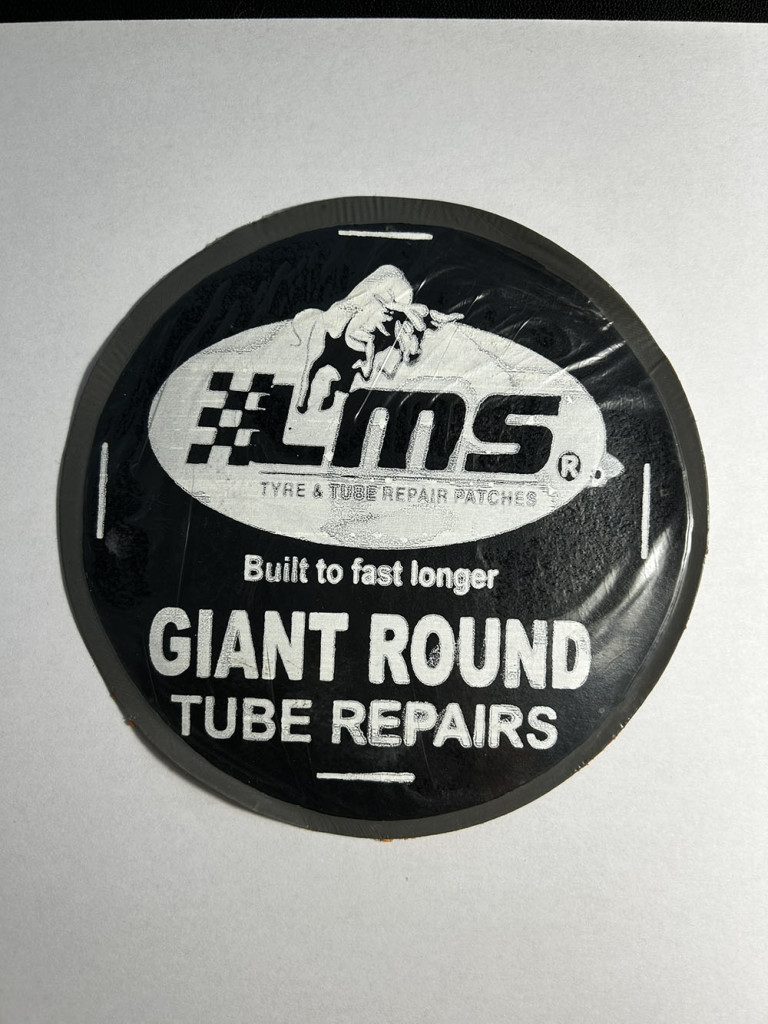 LMS®
TYRE & TUBE REPAIR PATCHES
Built to fast longer
GIANT ROUND
TUBE REPAIRS